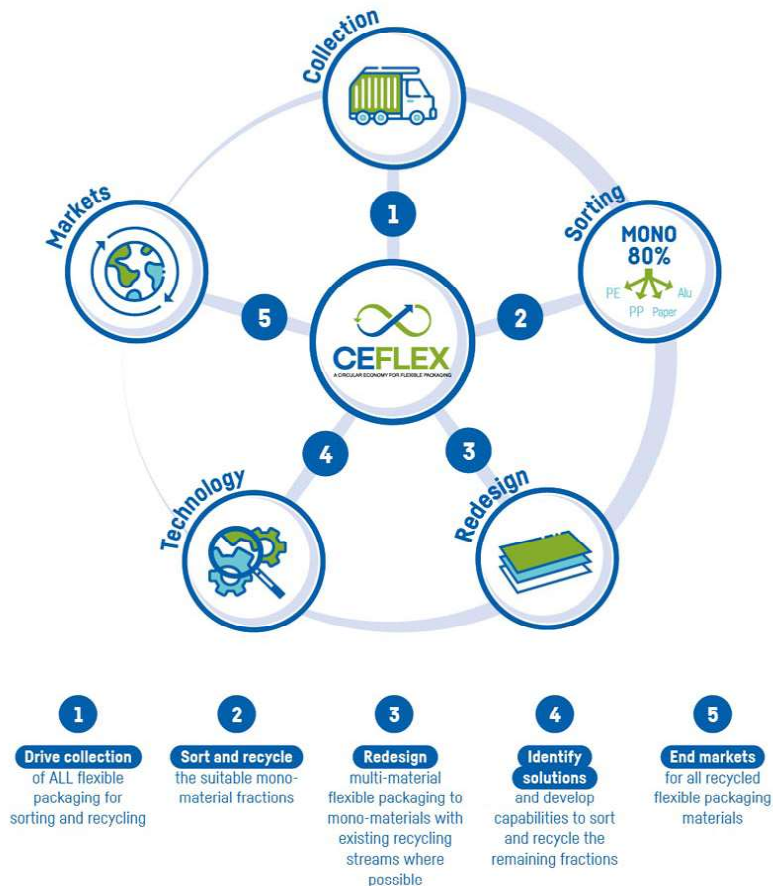 Collection
1
Markets
Sorting
MONO
80%
PE
PP
Paper
Alu
5
2
CEFLEX
A CIRCULAR ECONOMY FOR FLEXIBLE PACKAGING
4
3
Technology
Redesign
1
Drive collection
of ALL flexible
packaging for
sorting and recycling
2
Sort and recycle
the suitable mono-
material fractions
3
Redesign
multi-material
flexible packaging to
mono-materials with
existing recycling
streams where
possible
4
Identify
solutions
and develop
capabilities to sort
and recycle the
remaining fractions
5
End markets
for all recycled
flexible packaging
materials